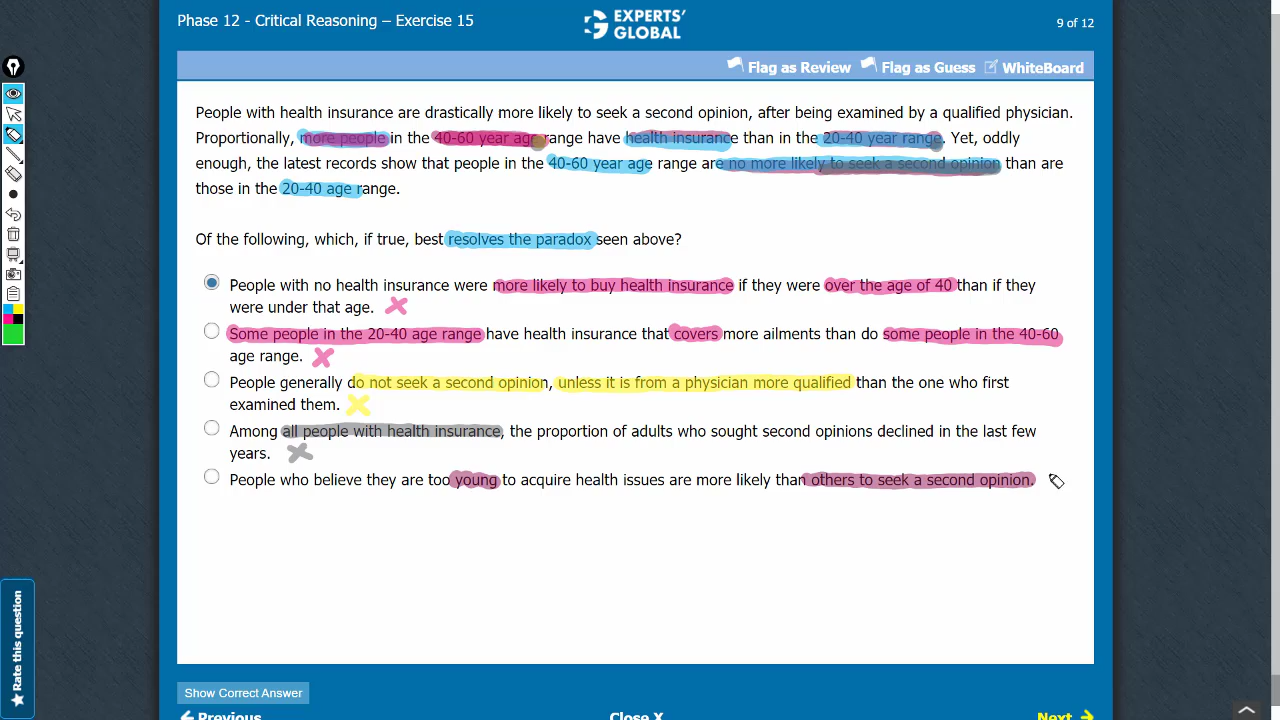 Phase 12 - Critical Reasoning – Exercise 15
EXPERTS' GLOBAL
9 of 12
Flag as Review
Flag as Guess
WhiteBoard
People with health insurance are drastically more likely to seek a second opinion, after being examined by a qualified physician.
Proportionally, more people in the 40-60 year age range have health insurance than in the 20-40 year range. Yet, oddly
enough, the latest records show that people in the 40-60 year age range are no more likely to seek a second opinion than are
those in the 20-40 age range.
Of the following, which, if true, best resolves the paradox seen above?
People with no health insurance were more likely to buy health insurance if they were over the age of 40 than if they
were under that age.
Some people in the 20-40 age range have health insurance that covers more ailments than do some people in the 40-60
age range.
People generally do not seek a second opinion, unless it is from a physician more qualified than the one who first
examined them.
Among all people with health insurance, the proportion of adults who sought second opinions declined in the last few
years.
People who believe they are too young to acquire health issues are more likely than others to seek a second opinion.
Rate this question
Show Correct Answer
Previous
Close X
Next